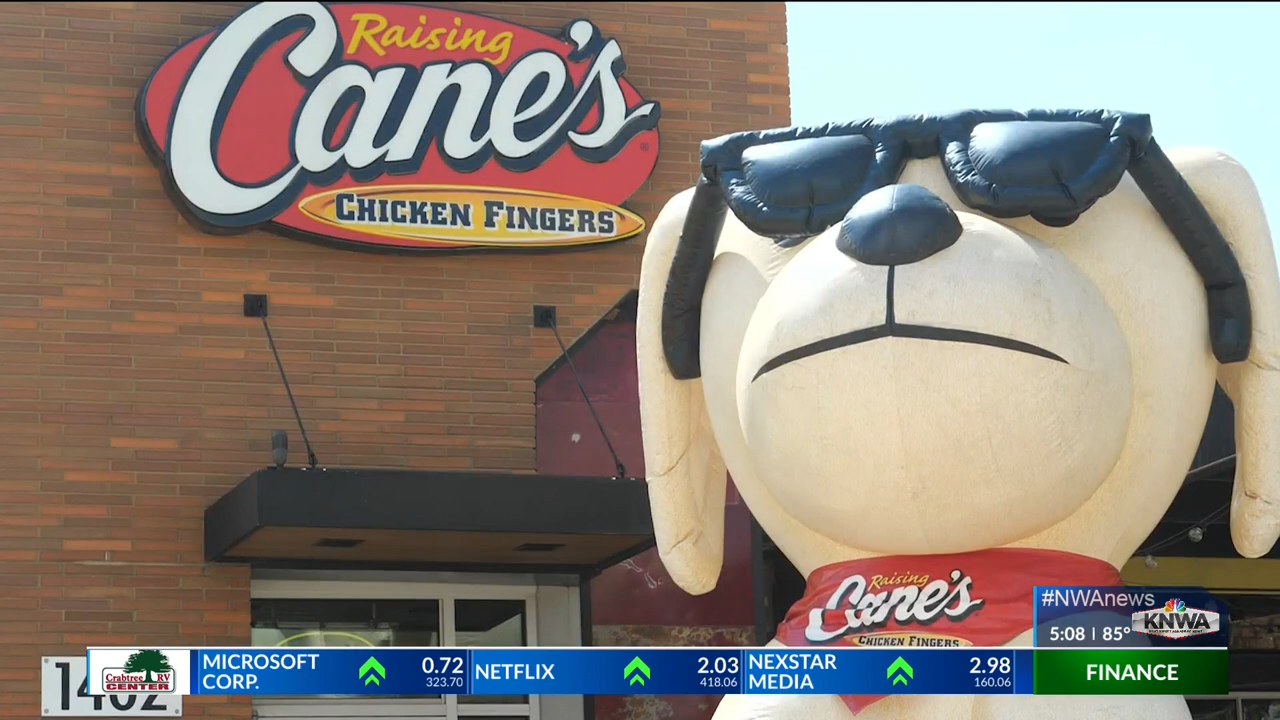 Raising
Cane's
CHICKEN FINGERS
Raising
Cane's
CHICKEN FINGERS
#NWAnews
5:08 | 85°
KNWA
1402
Crabtree RV
CENTER
MICROSOFT
CORP.
0.72
323.70
NETFLIX
2.03
418.06
NEXSTAR
MEDIA
2.98
160.06
FINANCE